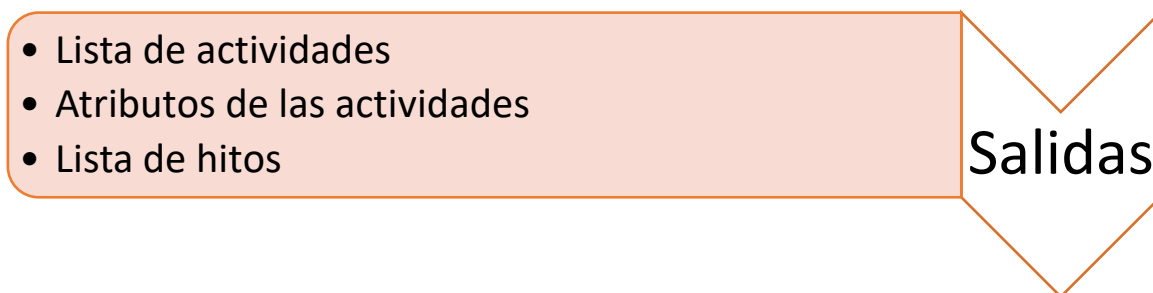 • Lista de actividades
• Atributos de las actividades
• Lista de hitos
Salidas